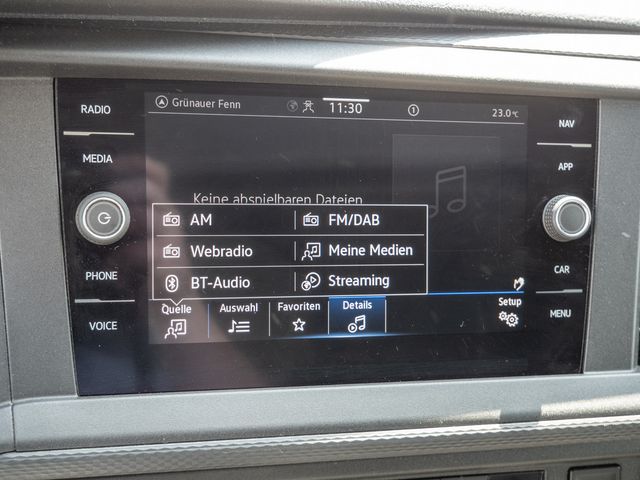 RADIO
MEDIA
PHONE
VOICE
Grünauer Fenn
11:30
1
23.0°C
Keine abspielbaren Dateien
AM
FM/DAB
Webradio
Meine Medien
BT-Audio
Streaming
Quelle
Auswahl
Favoriten
Details
Setup
NAV
APP
CAR
MENU